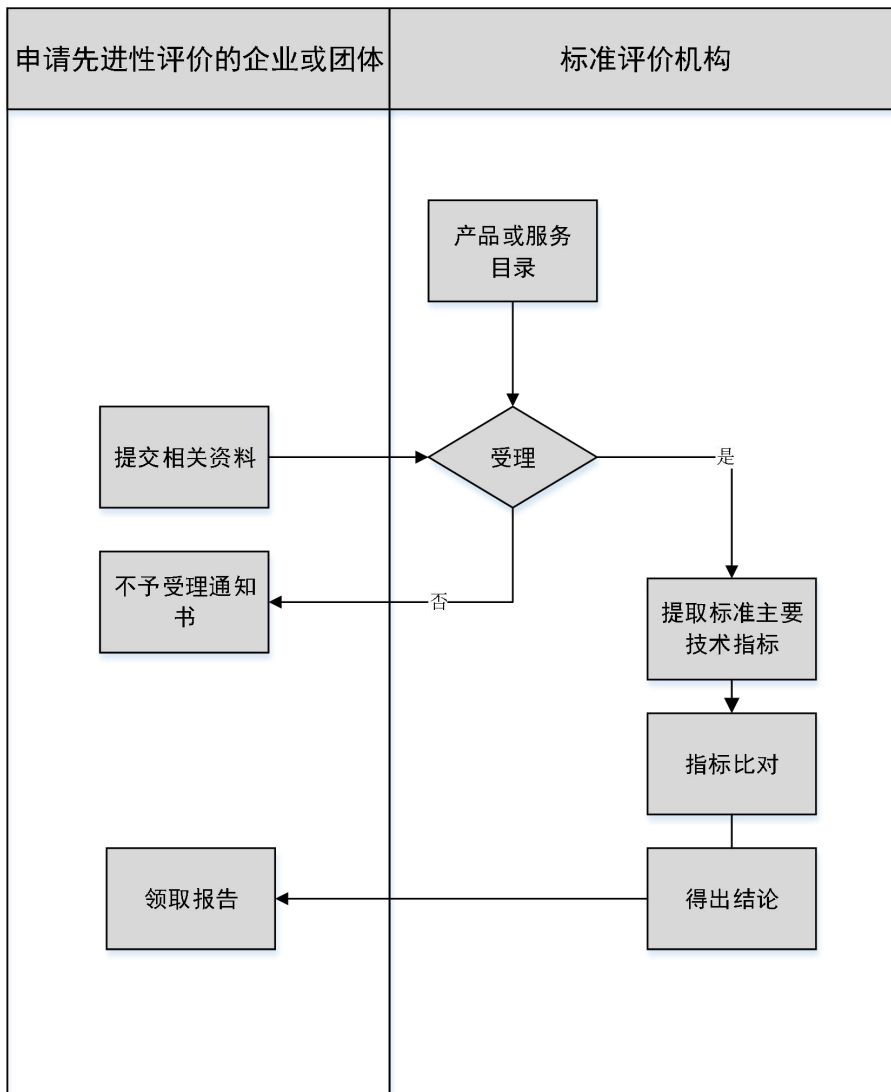 申请先进性评价的企业或团体
标准评价机构
产品或服务
目录
提交相关资料
受理
是
不予受理通知
书
否
提取标准主要
技术指标
指标比对
领取报告
得出结论